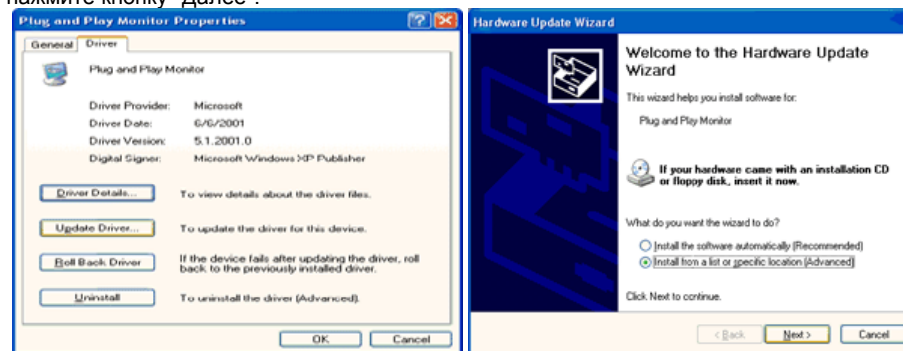 нажмите кнопку "далее".
Plug and Play Monitor Properties
General Driver
Plug and Play Monitor
Driver Provider: Microsoft
Driver Date: 6/6/2001
Driver Version: 5.1.2001.0
Digital Signer: Microsoft Windows XP Publisher
Driver Details... To view details about the driver files.
Update Driver... To update the driver for this device.
Roll Back Driver If the device fails after updating the driver, roll
back to the previously installed driver.
Uninstall To uninstall the driver (Advanced).
OK Cancel
Hardware Update Wizard
Welcome to the Hardware Update
Wizard
This wizard helps you install software for:
Plug and Play Monitor
If your hardware came with an installation CD
or floppy disk, insert it now.
What do you want the wizard to do?
Install the software automatically (Recommended)
Install from a list or specific location (Advanced)
Click Next to continue.
< Back Next > Cancel